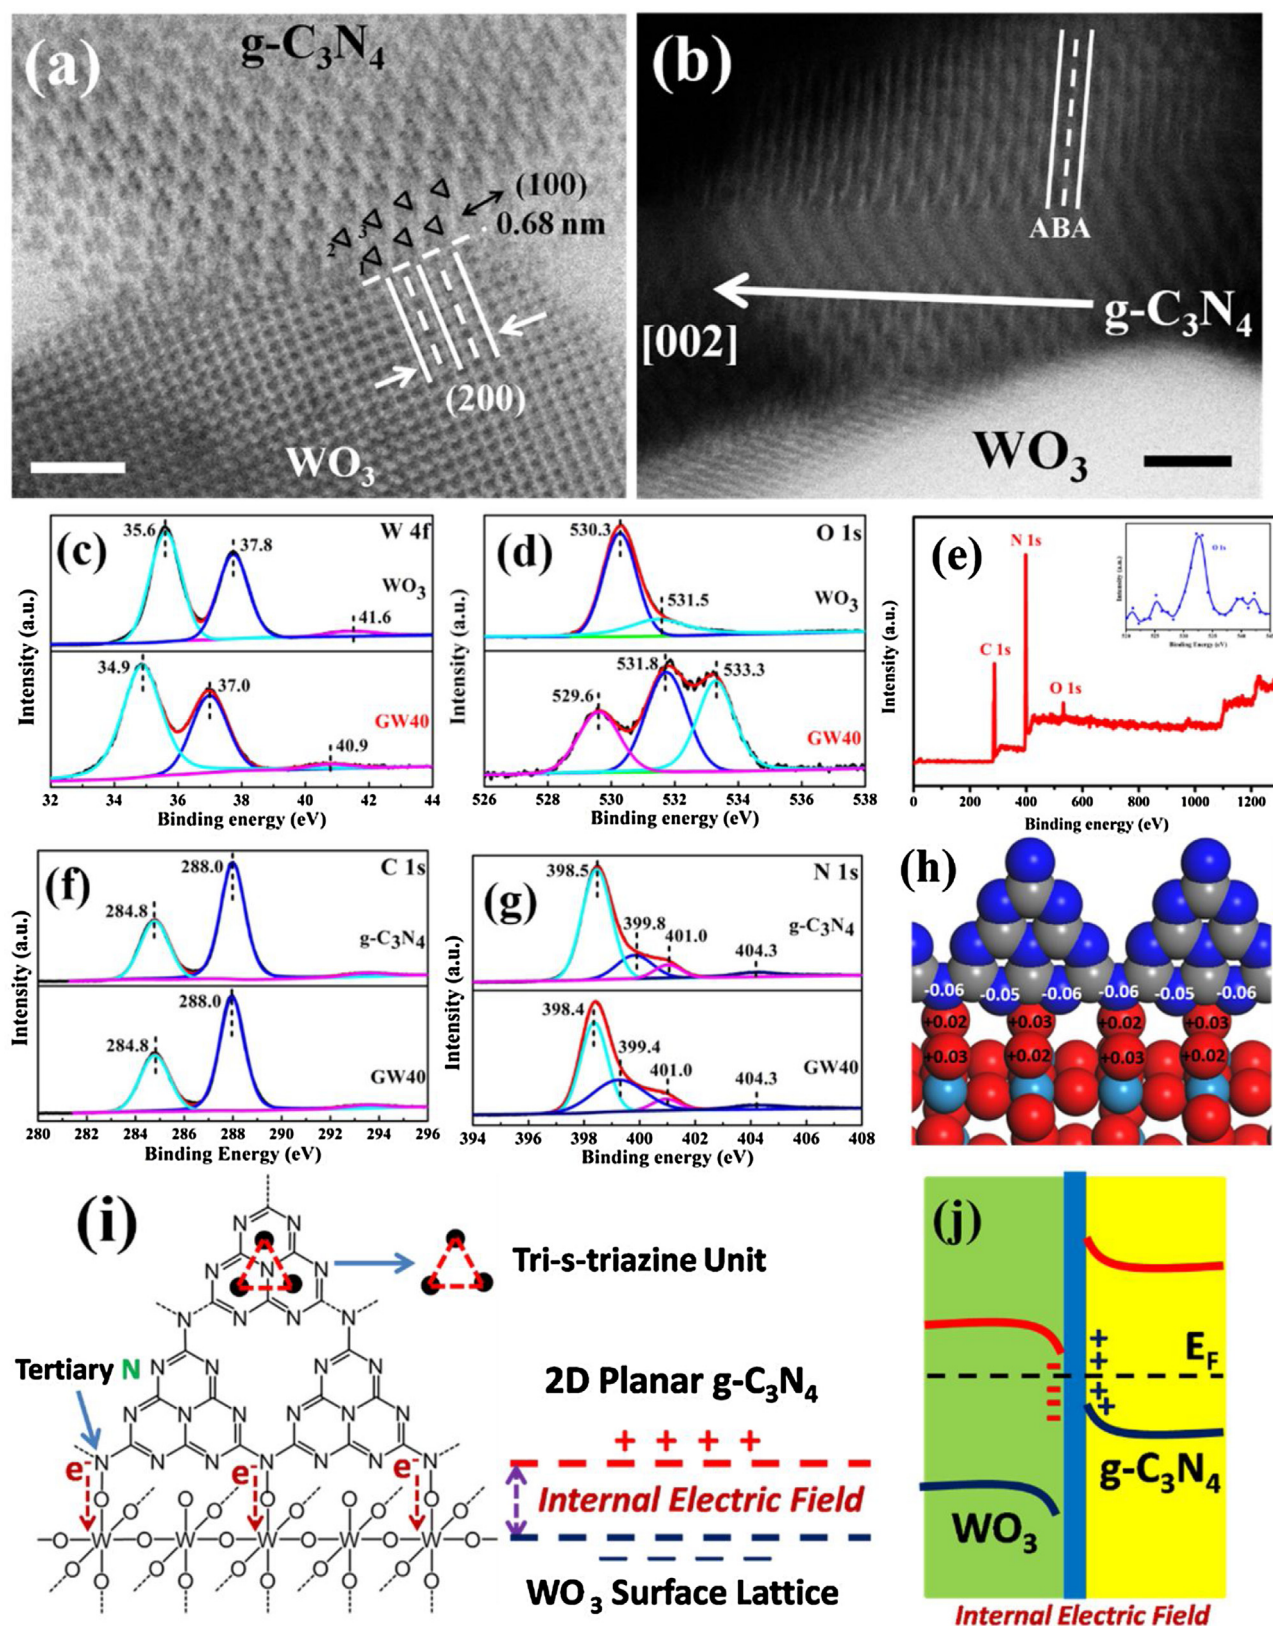 (a)
g-C₃N₄
(100)
0.68 nm
2
3
1
(200)
WO₃
(b)
ABA
g-C₃N₄
[002]
WO₃
(c)
W 4f
35.6
37.8
WO₃
41.6
34.9
37.0
GW40
40.9
Intensity (a.u.)
32 34 36 38 40 42 44
Binding energy (eV)
(d)
O 1s
530.3
531.5
WO₃
531.8
533.3
529.6
GW40
Intensity (a.u.)
526 528 530 532 534 536 538
Binding energy (eV)
(e)
N 1s
C 1s
O 1s
Intensity (a.u.)
0 200 400 600 800 1000 1200
Binding energy (eV)
O 1s
Intensity (a.u.)
Binding Energy (eV)
(f)
C 1s
288.0
284.8
g-C₃N₄
288.0
284.8
GW40
Intensity (a.u.)
280 282 284 286 288 290 292 294 296
Binding Energy (eV)
(g)
N 1s
398.5
399.8
401.0
404.3
g-C₃N₄
398.4
399.4
401.0
404.3
GW40
Intensity (a.u.)
394 396 398 400 402 404 406 408
Binding energy (eV)
(h)
-0.06 -0.05 -0.06 -0.06 -0.05 -0.06
+0.02 +0.03 +0.02 +0.03
+0.03 +0.02 +0.03 +0.02
(i)
Tri-s-triazine Unit
Tertiary N
e⁻ e⁻ e⁻
2D Planar g-C₃N₄
+ + + +
Internal Electric Field
− − − −
WO₃ Surface Lattice
(j)
E_F
g-C₃N₄
WO₃
Internal Electric Field